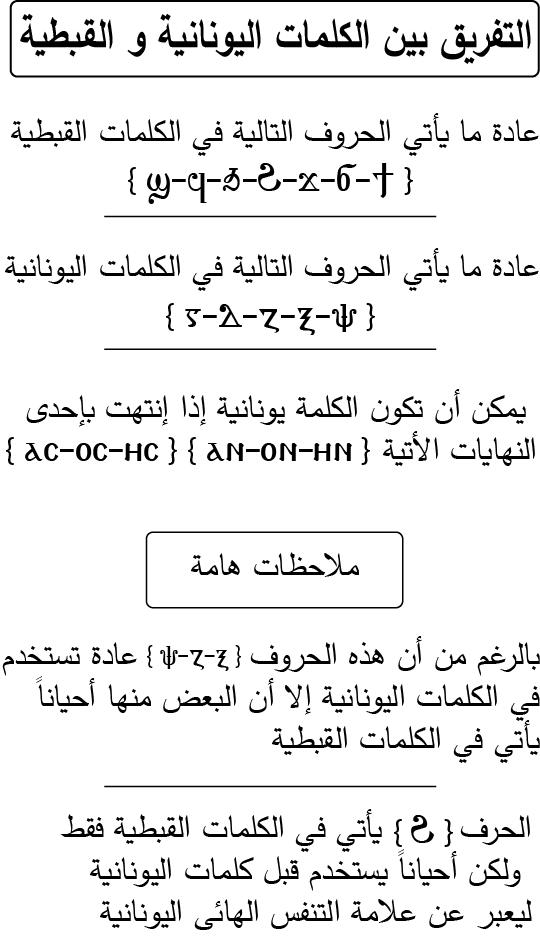 التفريق بين الكلمات اليونانية و القبطية
عادة ما يأتي الحروف التالية في الكلمات القبطية
{ ϣ-ϥ-ϧ-ϩ-ϫ-ϭ-ϯ }
عادة ما يأتي الحروف التالية في الكلمات اليونانية
{ ⲋ-ⲇ-ⲍ-ⲝ-ⲯ }
يمكن أن تكون الكلمة يونانية إذا إنتهت بإحدى
النهايات الأتية { ⲁⲛ-ⲟⲛ-ⲏⲛ } { ⲁⲥ-ⲟⲥ-ⲏⲥ }
ملاحظات هامة
بالرغم من أن هذه الحروف { ⲯ-ⲍ-ⲝ } عادة تستخدم
في الكلمات اليونانية إلا أن البعض منها أحياناً
يأتي في الكلمات القبطية
الحرف { ϩ } يأتي في الكلمات القبطية فقط
ولكن أحياناً يستخدم قبل كلمات اليونانية
ليعبر عن علامة التنفس الهائى اليونانية